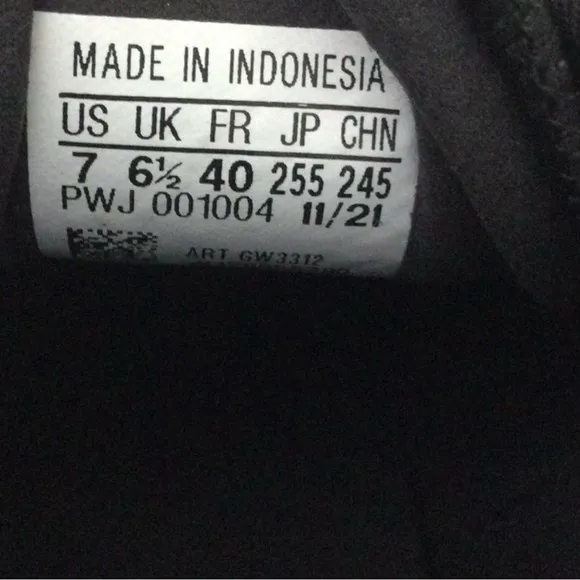 MADE IN INDONESIA
US UK FR JP CHN
7 6½ 40 255 245
PWJ 001004 11/21
ART GW3312